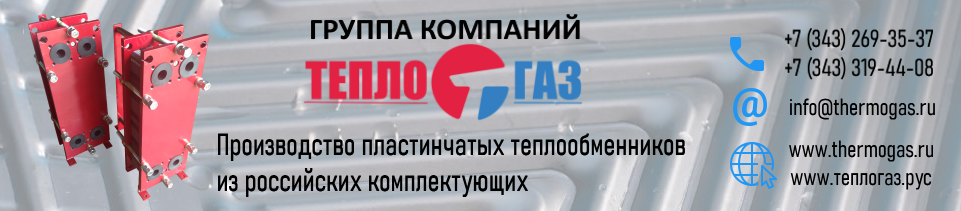 ГРУППА КОМПАНИЙ
ТЕПЛО ГАЗ
Производство пластинчатых теплообменников
из российских комплектующих
+7 (343) 269-35-37
+7 (343) 319-44-08
info@thermogas.ru
www.thermogas.ru
www.теплогаз.рус